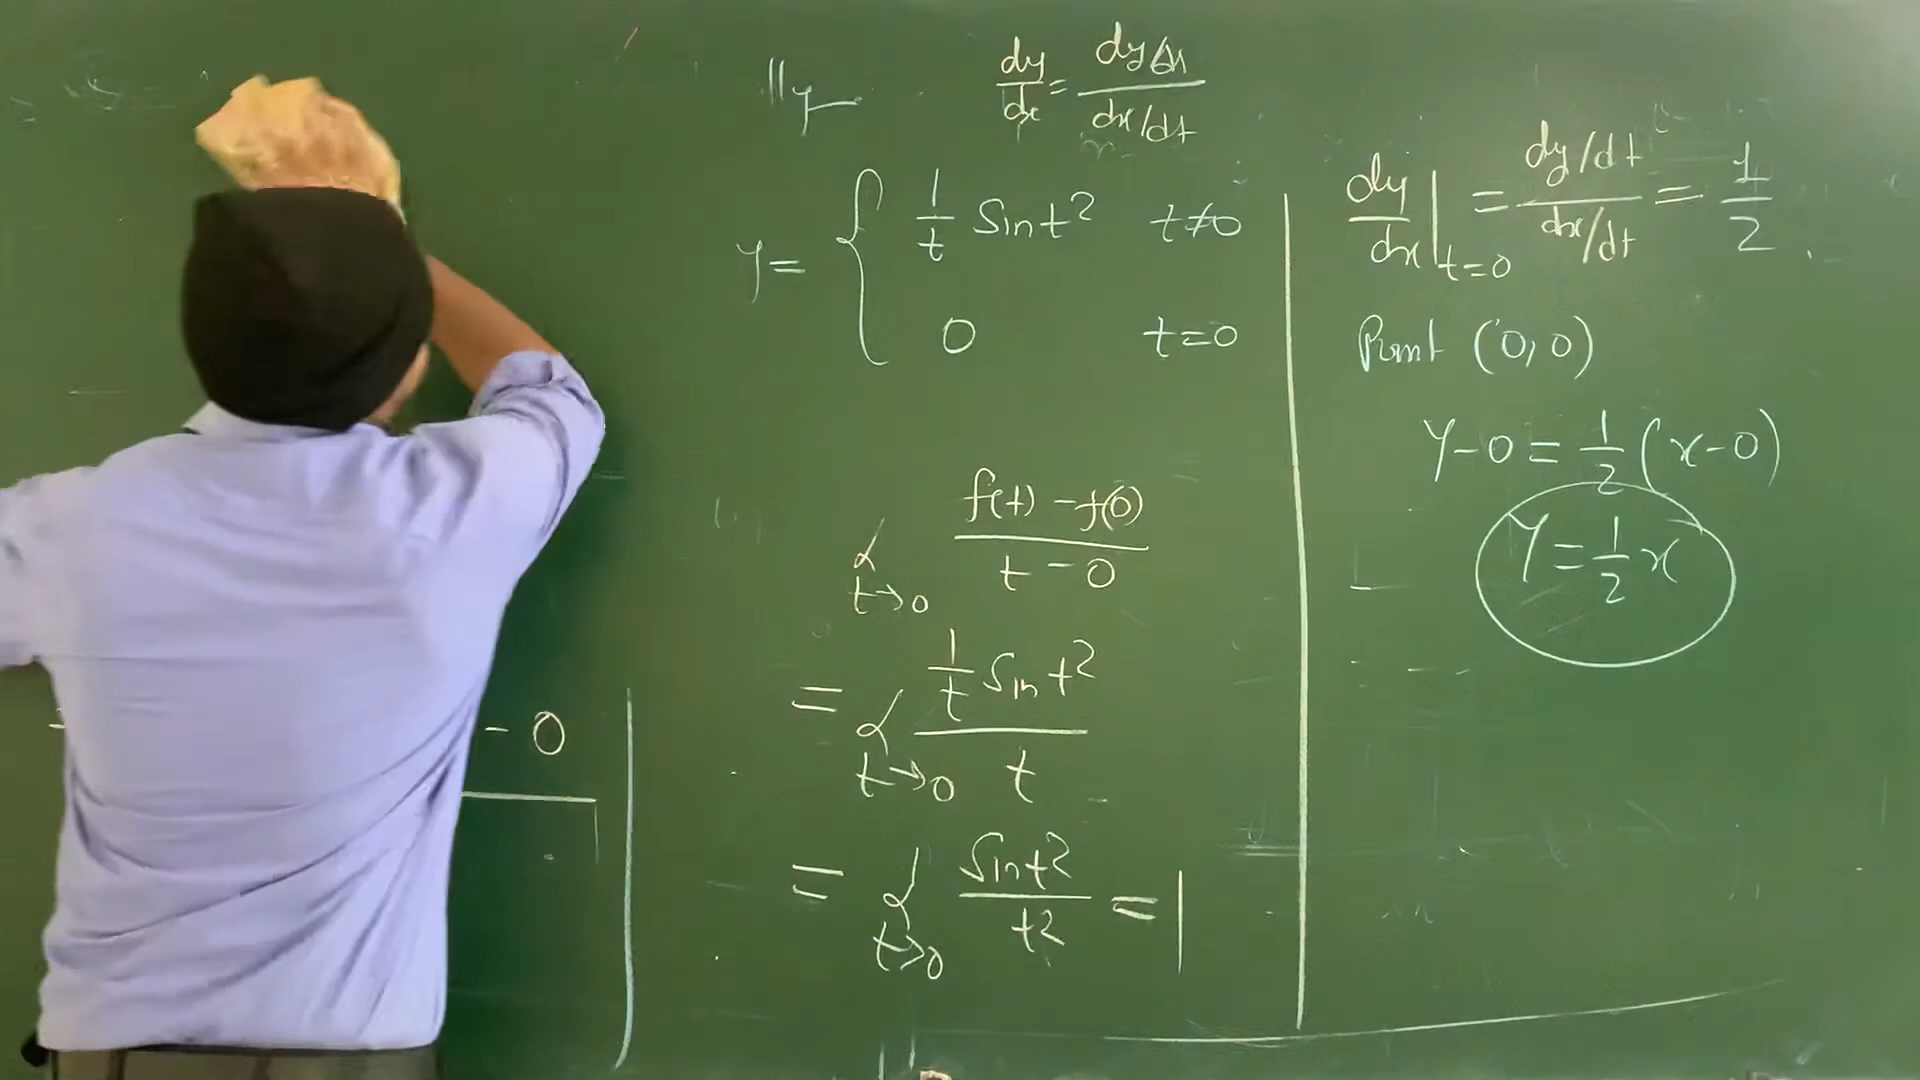 - 0
||y
dy/dx = (dy/dt)/(dx/dt)
y = { 1/t Sin t² t≠0
0 t=0
L t→0 (f(t) - f(0))/(t - 0)
= L t→0 (1/t Sin t²)/t
= L t→0 Sin t²/t² = 1
dy/dx|t=0 = (dy/dt)/(dx/dt) = 1/2
Point (0,0)
Y-0 = 1/2 (x-0)
Y = 1/2 x